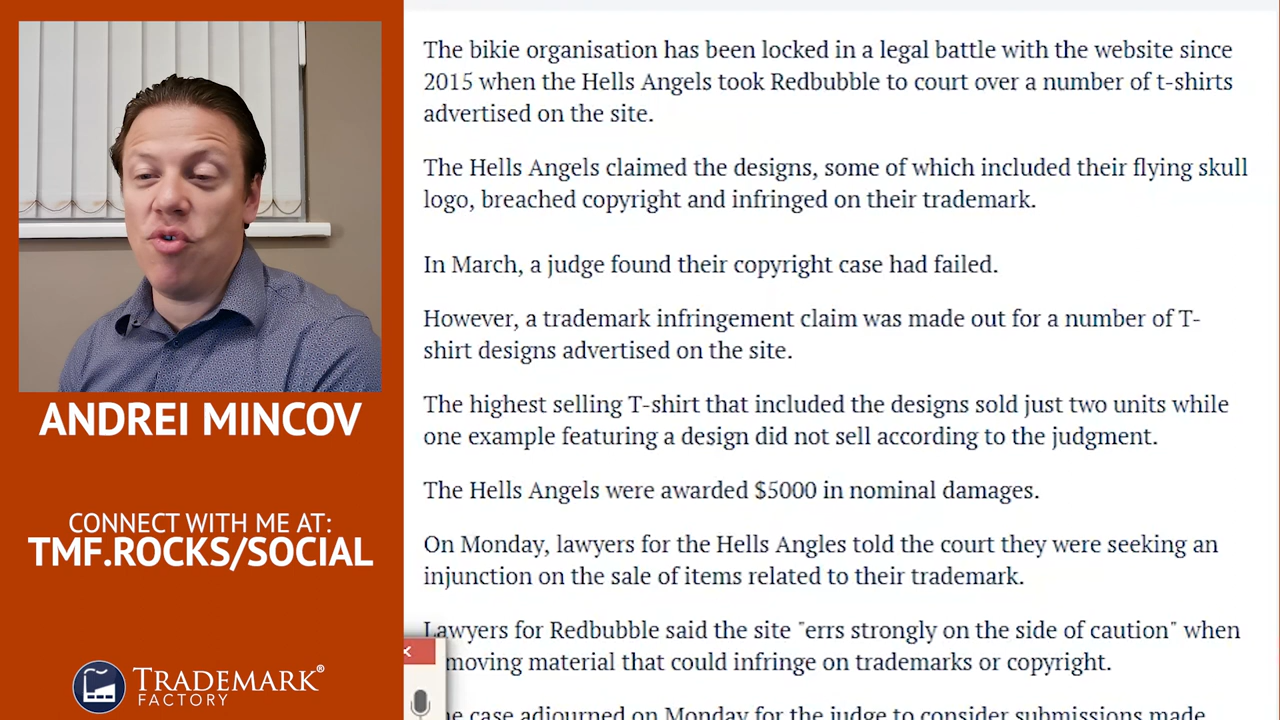 The bikie organisation has been locked in a legal battle with the website since
2015 when the Hells Angels took Redbubble to court over a number of t-shirts
advertised on the site.
The Hells Angels claimed the designs, some of which included their flying skull
logo, breached copyright and infringed on their trademark.
In March, a judge found their copyright case had failed.
However, a trademark infringement claim was made out for a number of T-
shirt designs advertised on the site.
The highest selling T-shirt that included the designs sold just two units while
one example featuring a design did not sell according to the judgment.
The Hells Angels were awarded $5000 in nominal damages.
On Monday, lawyers for the Hells Angles told the court they were seeking an
injunction on the sale of items related to their trademark.
Lawyers for Redbubble said the site "errs strongly on the side of caution" when
moving material that could infringe on trademarks or copyright.
case adjourned on Monday for the judge to consider submissions made
ANDREI MINCOV
CONNECT WITH ME AT:
TMF.ROCKS/SOCIAL
TRADEMARK®
FACTORY